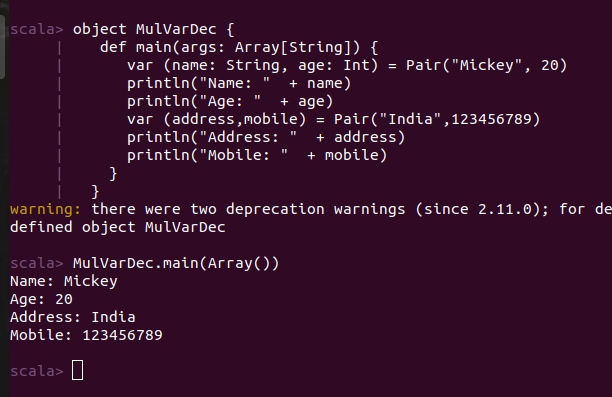 scala> object MulVarDec {
     |    def main(args: Array[String]) {
     |       var (name: String, age: Int) = Pair("Mickey", 20)
     |       println("Name: "  + name)
     |       println("Age: "  + age)
     |       var (address,mobile) = Pair("India",123456789)
     |       println("Address: "  + address)
     |       println("Mobile: "  + mobile)
     |     }
     |   }
warning: there were two deprecation warnings (since 2.11.0); for de
defined object MulVarDec
scala> MulVarDec.main(Array())
Name: Mickey
Age: 20
Address: India
Mobile: 123456789
scala>